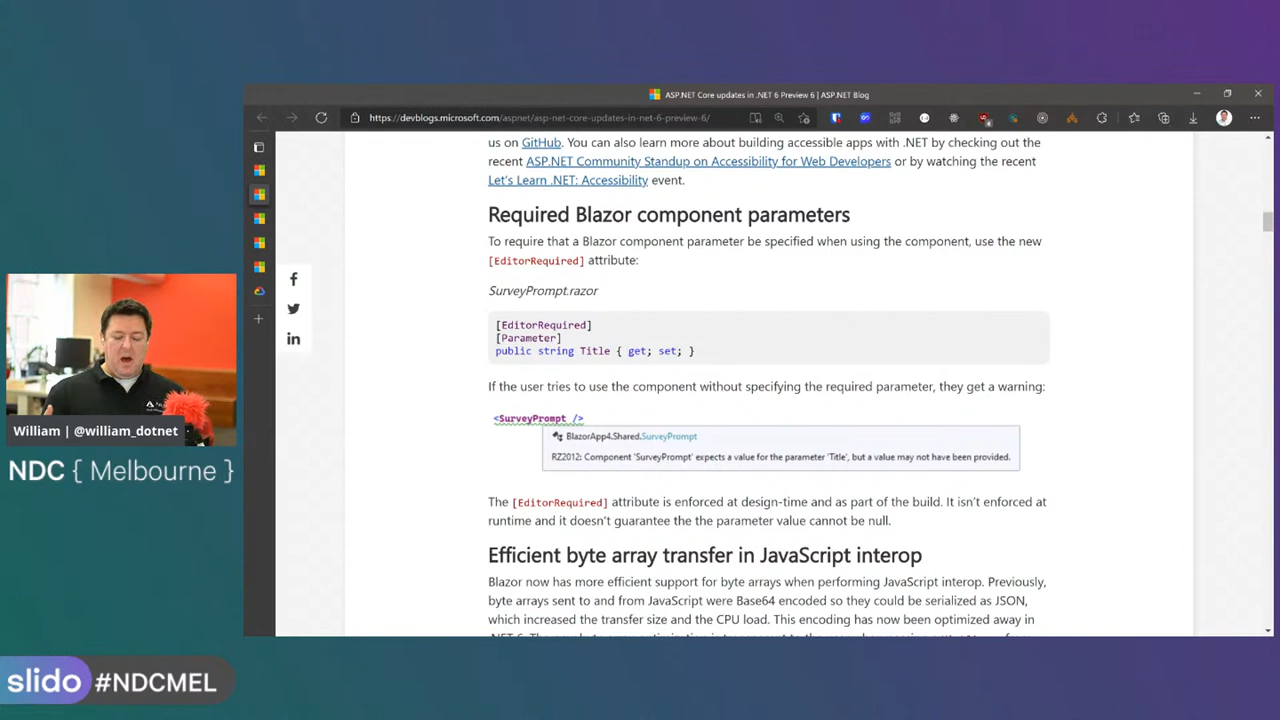 ASP.NET Core updates in .NET 6 Preview 6 | ASP.NET Blog
https://devblogs.microsoft.com/aspnet/asp-net-core-updates-in-net-6-preview-6/
us on GitHub. You can also learn more about building accessible apps with .NET by checking out the
recent ASP.NET Community Standup on Accessibility for Web Developers or by watching the recent
Let's Learn .NET: Accessibility event.
Required Blazor component parameters
To require that a Blazor component parameter be specified when using the component, use the new
[EditorRequired] attribute:
SurveyPrompt.razor
[EditorRequired]
[Parameter]
public string Title { get; set; }
If the user tries to use the component without specifying the required parameter, they get a warning:
<SurveyPrompt />
BlazorApp4.Shared.SurveyPrompt
RZ2012: Component 'SurveyPrompt' expects a value for the parameter 'Title', but a value may not have been provided.
The [EditorRequired] attribute is enforced at design-time and as part of the build. It isn't enforced at
runtime and it doesn't guarantee the the parameter value cannot be null.
Efficient byte array transfer in JavaScript interop
Blazor now has more efficient support for byte arrays when performing JavaScript interop. Previously,
byte arrays sent to and from JavaScript were Base64 encoded so they could be serialized as JSON,
which increased the transfer size and the CPU load. This encoding has now been optimized away in
William | @william_dotnet
NDC { Melbourne }
slido #NDCMEL